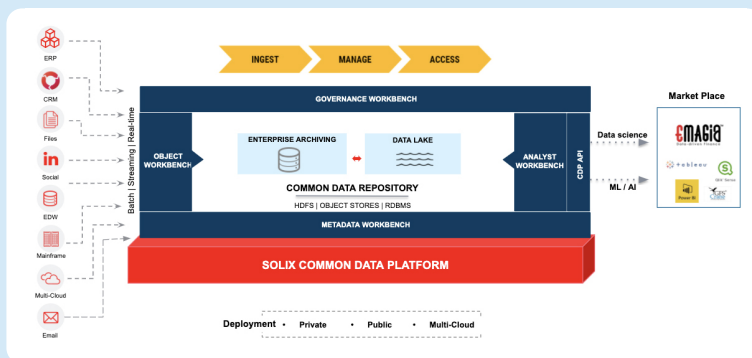 ERP
CRM
Files
Social
EDW
Mainframe
Multi-Cloud
Email
Batch | Streaming | Real-time
INGEST
MANAGE
ACCESS
GOVERNANCE WORKBENCH
OBJECT
WORKBENCH
ENTERPRISE ARCHIVING
DATA LAKE
COMMON DATA REPOSITORY
HDFS | OBJECT STORES | RDBMS
ANALYST
WORKBENCH
CDP API
METADATA WORKBENCH
SOLIX COMMON DATA PLATFORM
Data science
ML / AI
Market Place
EMAGIA
Data-driven Finance
+ableau
Qlik Sense
Power BI
Deployment • Private • Public • Multi-Cloud